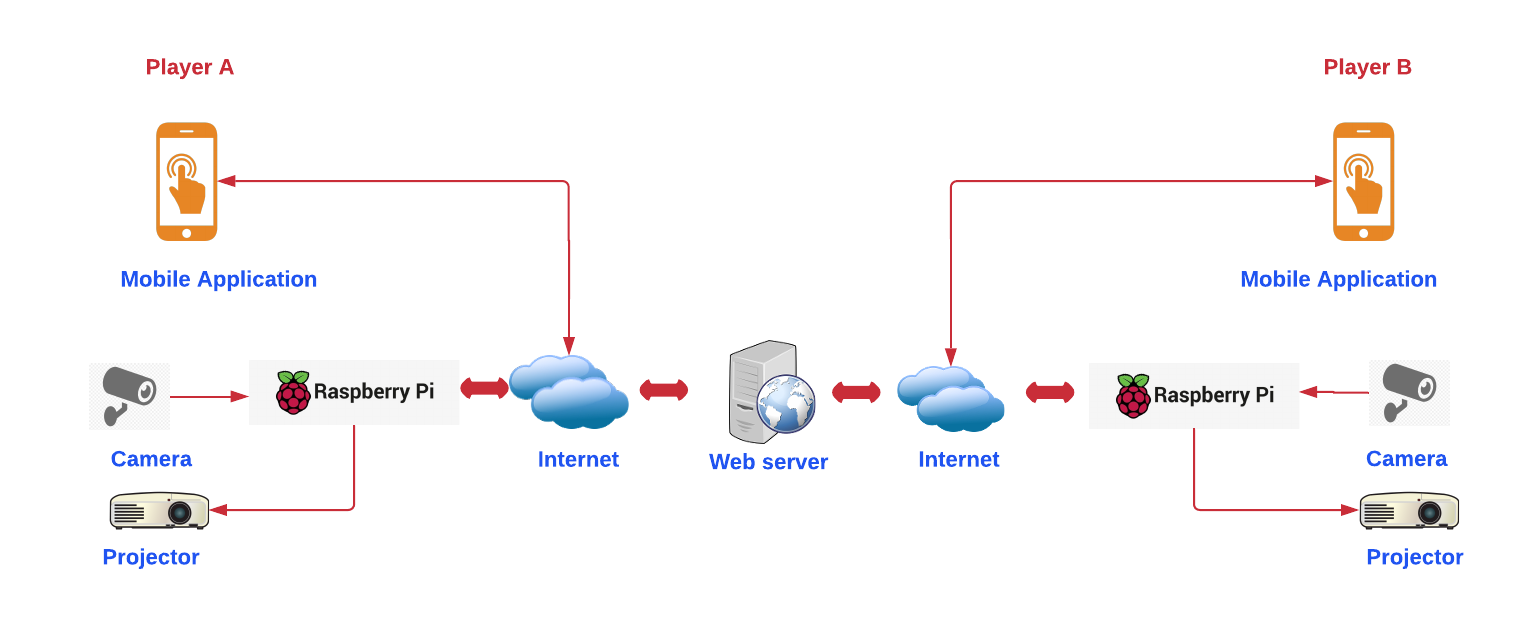 Player A
Player B
Mobile Application
Mobile Application
Raspberry Pi
Raspberry Pi
Camera
Internet
Web server
Internet
Camera
Projector
Projector